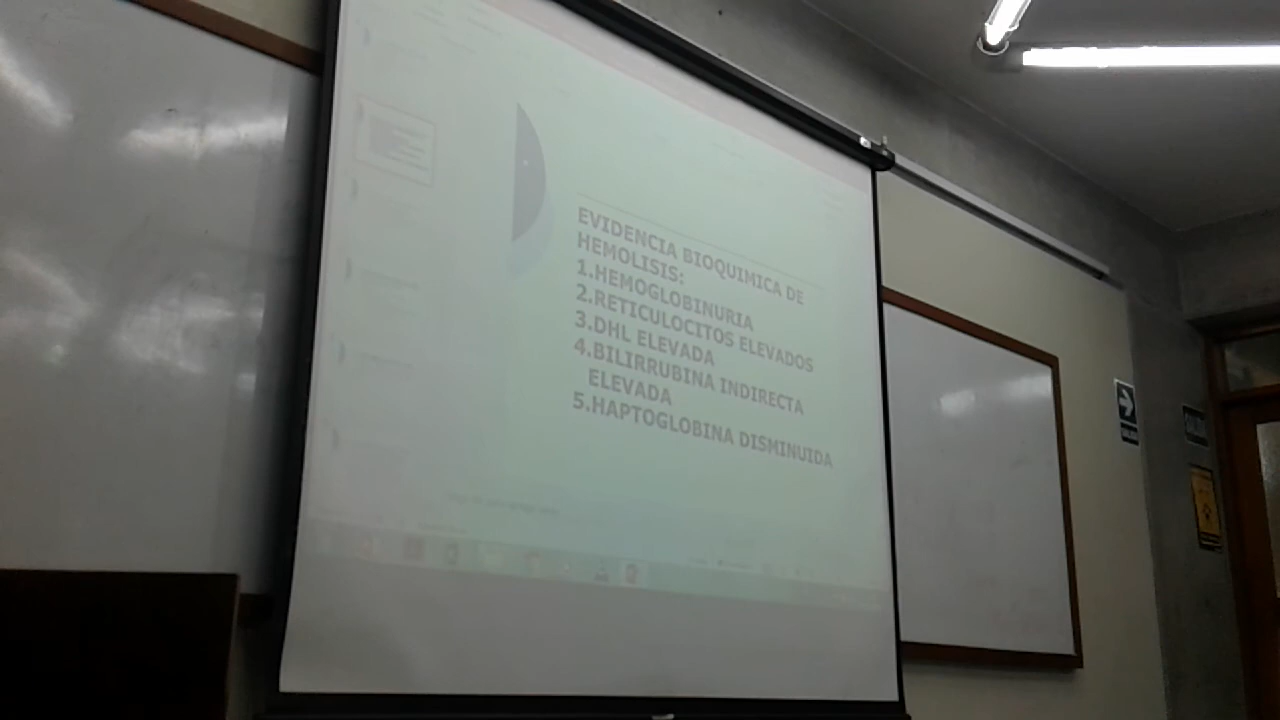 EVIDENCIA BIOQUIMICA DE
HEMOLISIS:
1.HEMOGLOBINURIA
2.RETICULOCITOS ELEVADOS
3.DHL ELEVADA
4.BILIRRUBINA INDIRECTA
ELEVADA
5.HAPTOGLOBINA DISMINUIDA